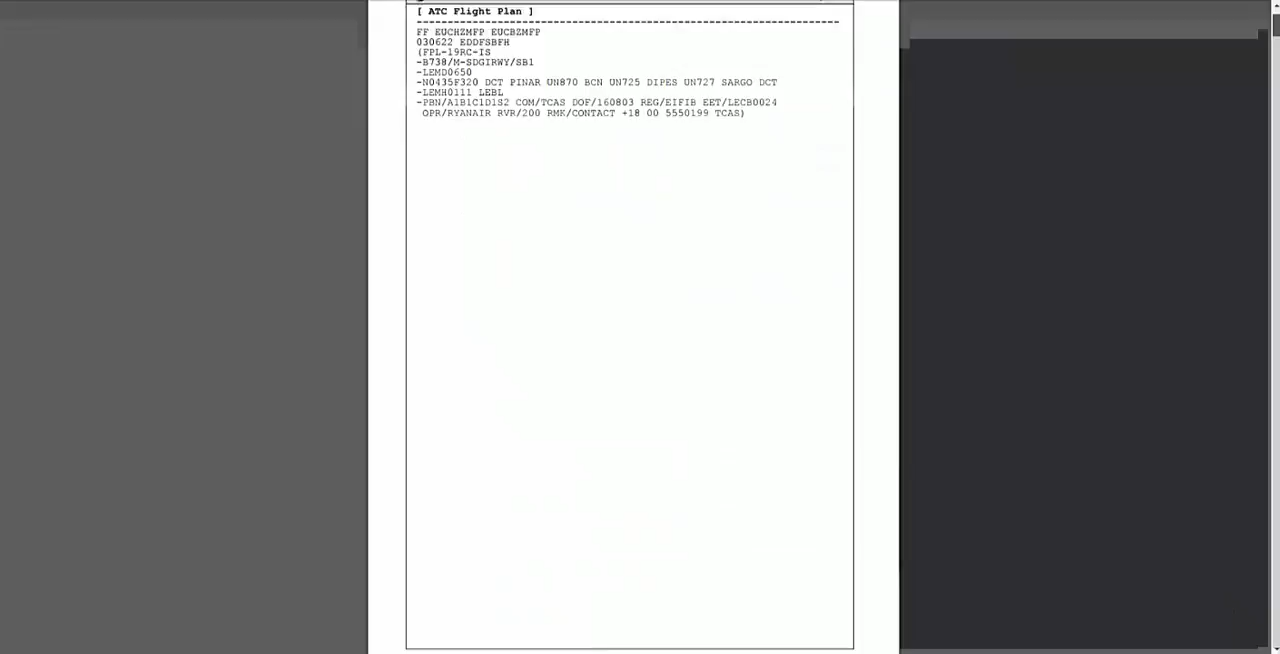 [ ATC Flight Plan ]
--------------------------------------------------------------------------------
FF EUCHZMFP EUCBZMFP
030622 EDDFSBFH
(FPL-19RC-IS
-B738/M-SDGIRWY/SB1
-LEMD0650
-N0435F320 DCT PINAR UN870 BCN UN725 DIPES UN727 SARGO DCT
-LEMH0111 LEBL
-PBN/A1B1C1D1S2 COM/TCAS DOF/160803 REG/EIFIB EET/LECB0024
OPR/RYANAIR RVR/200 RMK/CONTACT +18 00 5550199 TCAS)